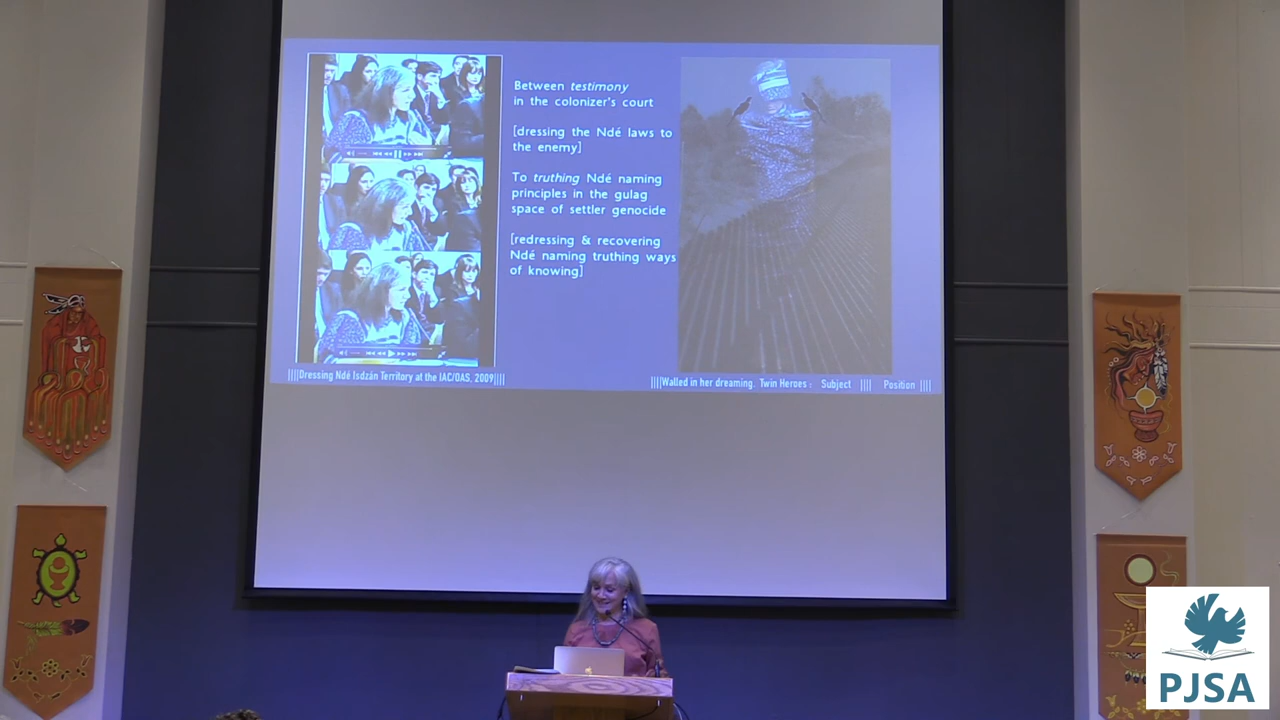 Between testimony
in the colonizer's court
[dressing the Ndé laws to
the enemy]
To truthing Ndé naming
principles in the gulag
space of settler genocide
[redressing & recovering
Ndé naming truthing ways
of knowing]
||||Dressing Ndé Isdzán Territory at the IAC/OAS, 2009||||
||||Walled in her dreaming. Twin Heroes : Subject |||| Position ||||
PJSA